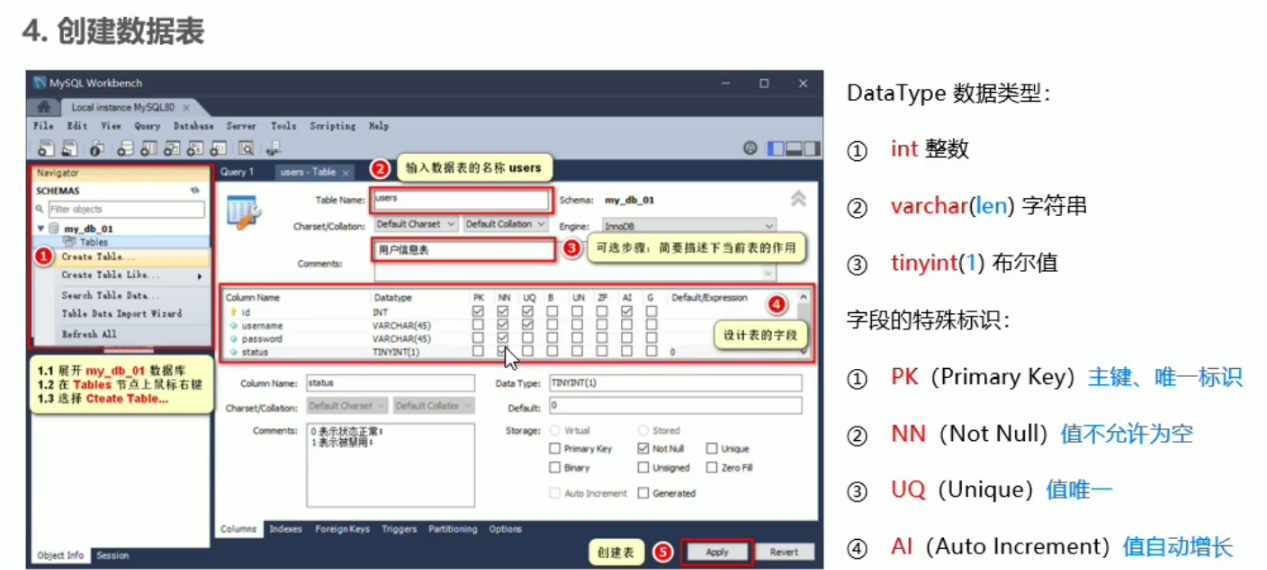 4. 创建数据表
MySQL Workbench
Local instance MySQL80
File Edit View Query Database Server Tools Scripting Help
Navigator
SCHEMAS
Filter objects
my_db_01
Tables
Create Table...
Create Table Like...
Search Table Data...
Table Data Import Wizard
Refresh All
1
1.1 展开 my_db_01 数据库
1.2 在 Tables 节点上鼠标右键
1.3 选择 Cteate Table...
Object Info Session
Query 1 users - Table
2 输入数据表的名称 users
Table Name: users Schema: my_db_01
Charset/Collation: Default Charset Default Collation Engine: InnoDB
Comments: 用户信息表
3 可选步骤：简要描述下当前表的作用
Column Name Datatype PK NN UQ B UN ZF AI G Default/Expression
id INT
username VARCHAR(45)
password VARCHAR(45)
status TINYINT(1) 0
4 设计表的字段
Column Name: status Data Type: TINYINT(1)
Charset/Collation: Default Charset Default Collation Default: 0
Comments: 0 表示状态正常；
1 表示被禁用；
Storage: Virtual Stored
Primary Key Not Null Unique
Binary Unsigned Zero Fill
Auto Increment Generated
Columns Indexes Foreign Keys Triggers Partitioning Options
创建表 5 Apply Revert
DataType 数据类型：
① int 整数
② varchar(len) 字符串
③ tinyint(1) 布尔值
字段的特殊标识：
① PK（Primary Key）主键、唯一标识
② NN（Not Null）值不允许为空
③ UQ（Unique）值唯一
④ AI（Auto Increment）值自动增长